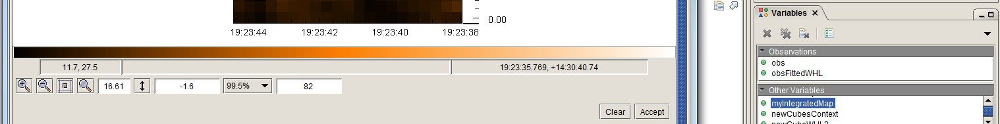 0.00
19:23:44 19:23:42 19:23:40 19:23:38
11.7, 27.5 19:23:35.769, +14:30:40.74
16.61 -1.6 99.5% 82
Clear Accept
Variables
Observations
obs
obsFittedWHL
Other Variables
myIntegratedMap
newCubesContext